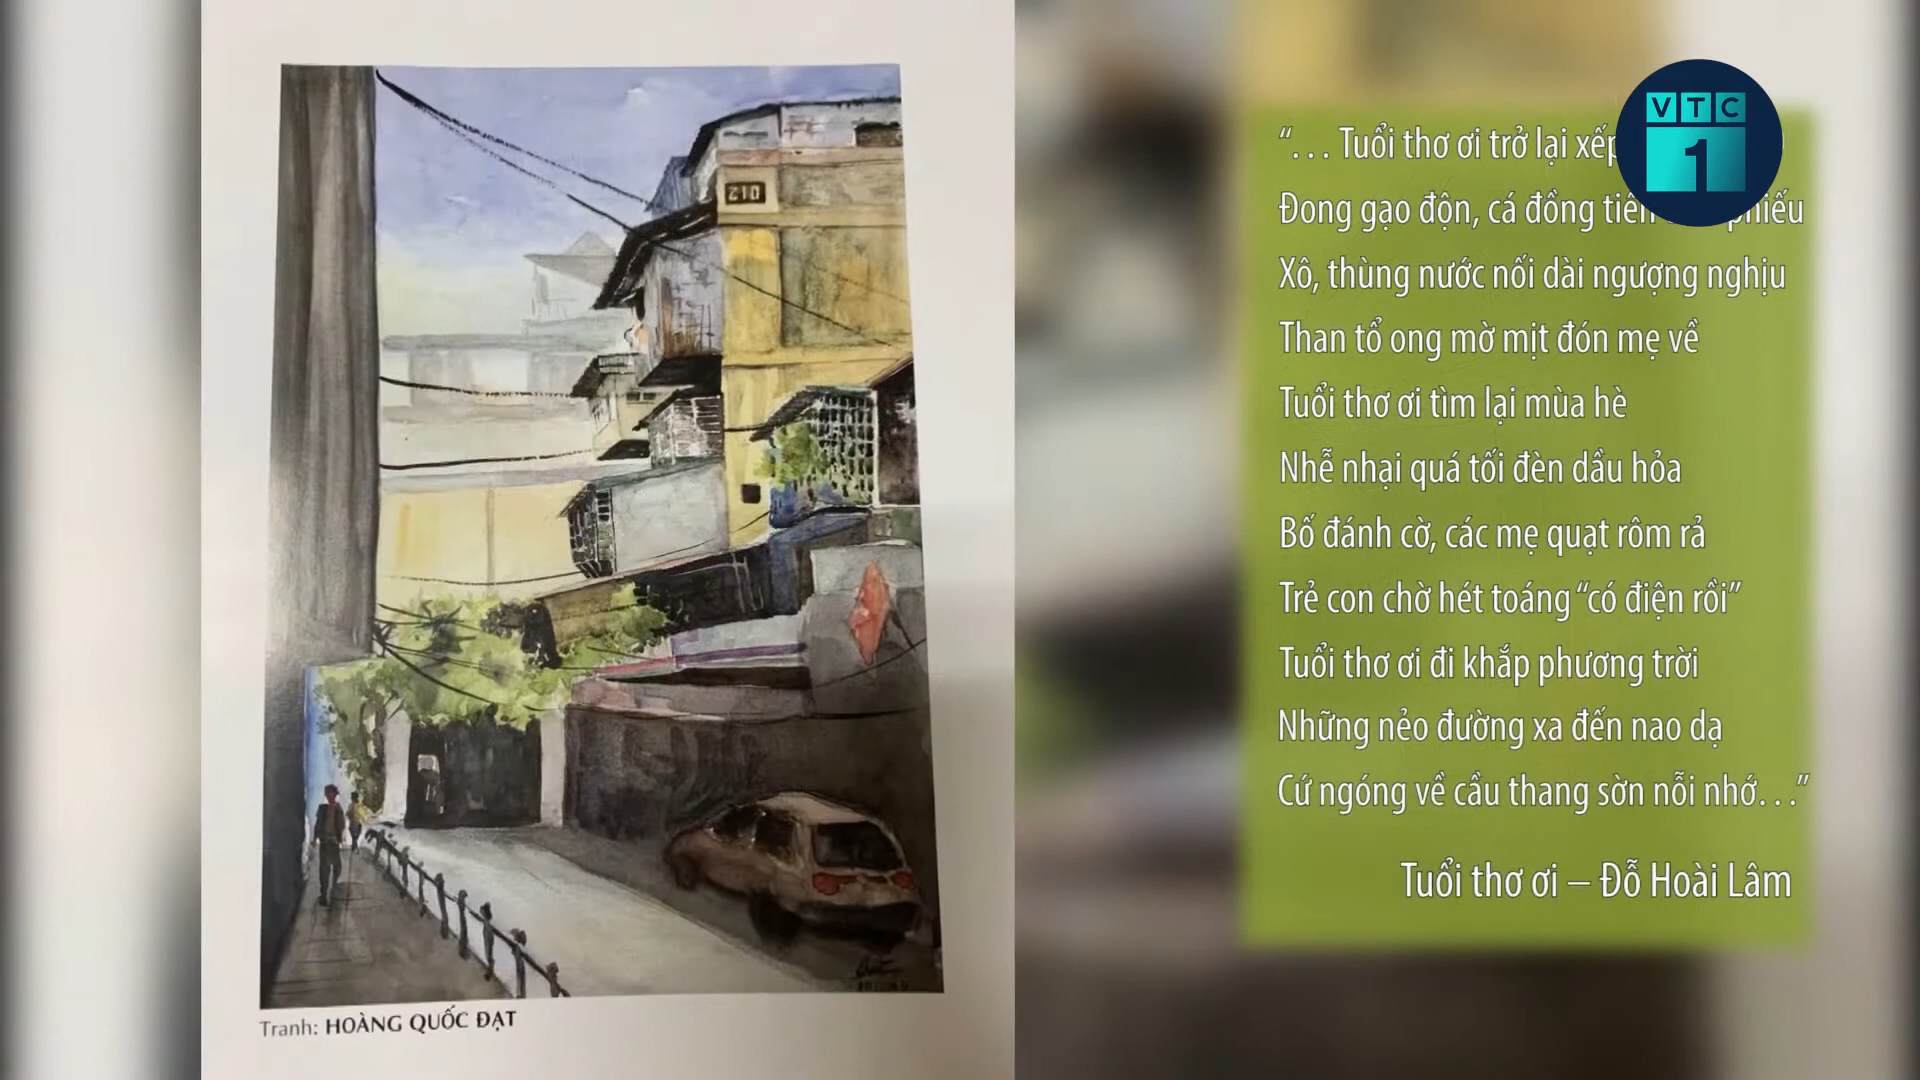 210
Tranh: HOÀNG QUỐC ĐẠT
VTC
1
“... Tuổi thơ ơi trở lại xếp
Đong gạo độn, cá đồng tiền phiếu
Xô, thùng nước nối dài ngượng nghịu
Than tổ ong mờ mịt đón mẹ về
Tuổi thơ ơi tìm lại mùa hè
Nhễ nhại quá tối đèn dầu hỏa
Bố đánh cờ, các mẹ quạt rôm rả
Trẻ con chờ hét toáng “có điện rồi”
Tuổi thơ ơi đi khắp phương trời
Những nẻo đường xa đến nao dạ
Cứ ngóng về cầu thang sờn nỗi nhớ...”
Tuổi thơ ơi – Đỗ Hoài Lâm